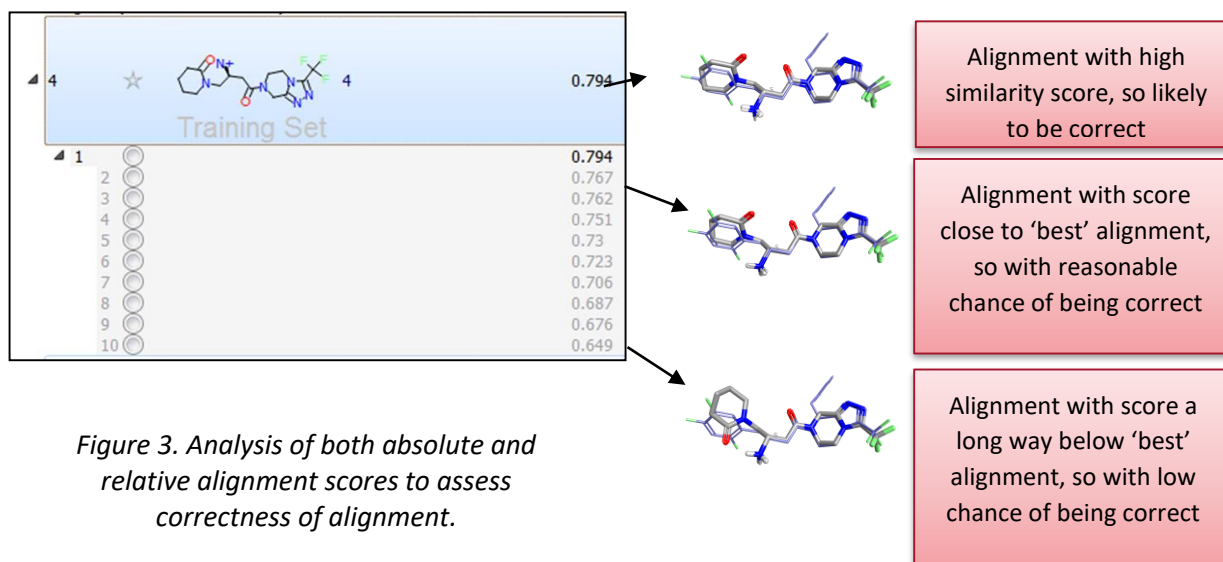 4
O
N+
N
O
N
N
N
N
F
F
F
4
0.794
Training Set
1 0.794
2 0.767
3 0.762
4 0.751
5 0.73
6 0.723
7 0.706
8 0.687
9 0.676
10 0.649
Alignment with high
similarity score, so likely
to be correct
Alignment with score
close to ‘best’ alignment,
so with reasonable
chance of being correct
Alignment with score a
long way below ‘best’
alignment, so with low
chance of being correct
Figure 3. Analysis of both absolute and
relative alignment scores to assess
correctness of alignment.